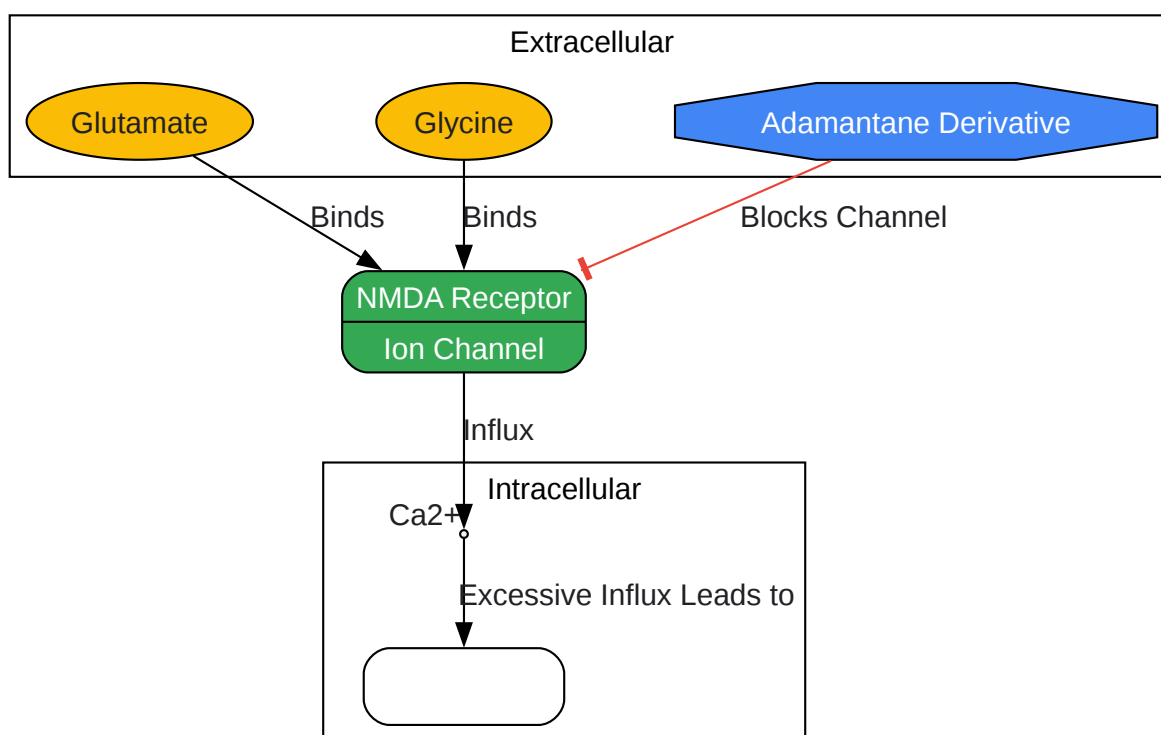 Extracellular
Glutamate
Glycine
Adamantane Derivative
Binds
Binds
Blocks Channel
NMDA Receptor
Ion Channel
Influx
Intracellular
Ca2+
Excessive Influx Leads to